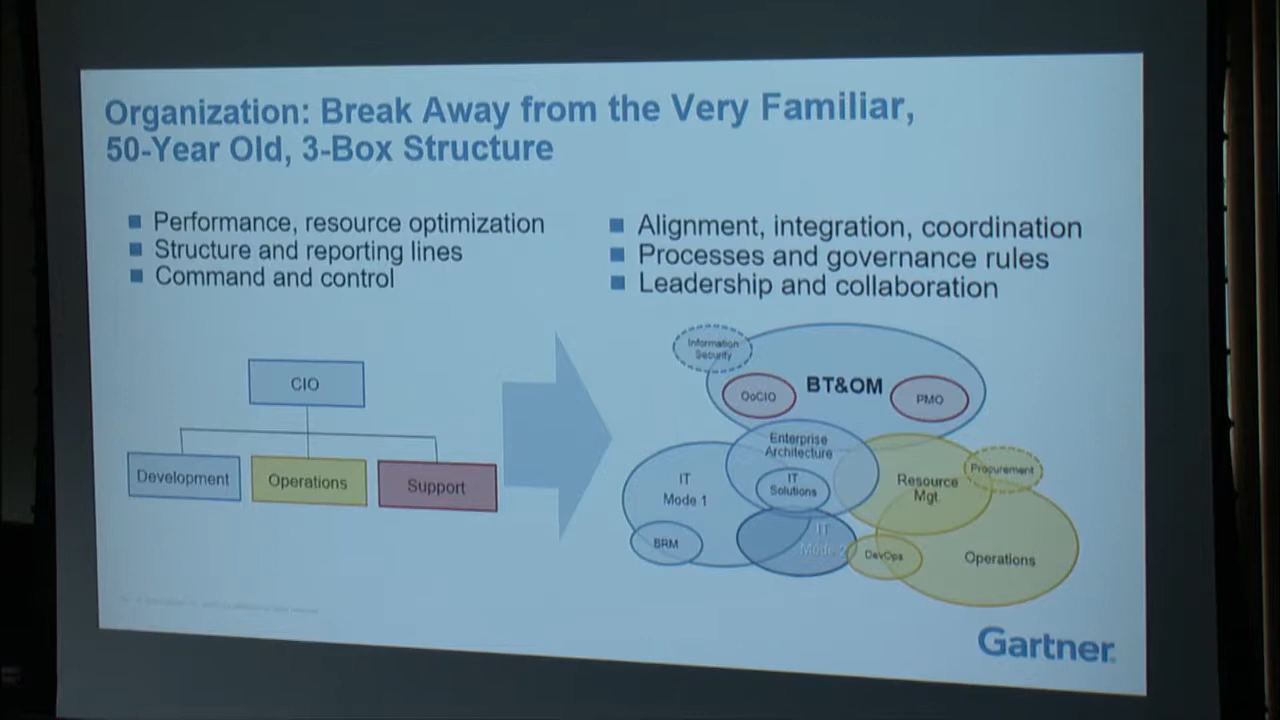 Organization: Break Away from the Very Familiar,
50-Year Old, 3-Box Structure
Performance, resource optimization
Structure and reporting lines
Command and control
Alignment, integration, coordination
Processes and governance rules
Leadership and collaboration
CIO
Development
Operations
Support
Information
Security
OoCIO
BT&OM
PMO
Enterprise
Architecture
IT
Solutions
IT
Mode 1
BRM
IT
Mode
Resource
Mgt.
Procurement
DevOps
Operations
Gartner